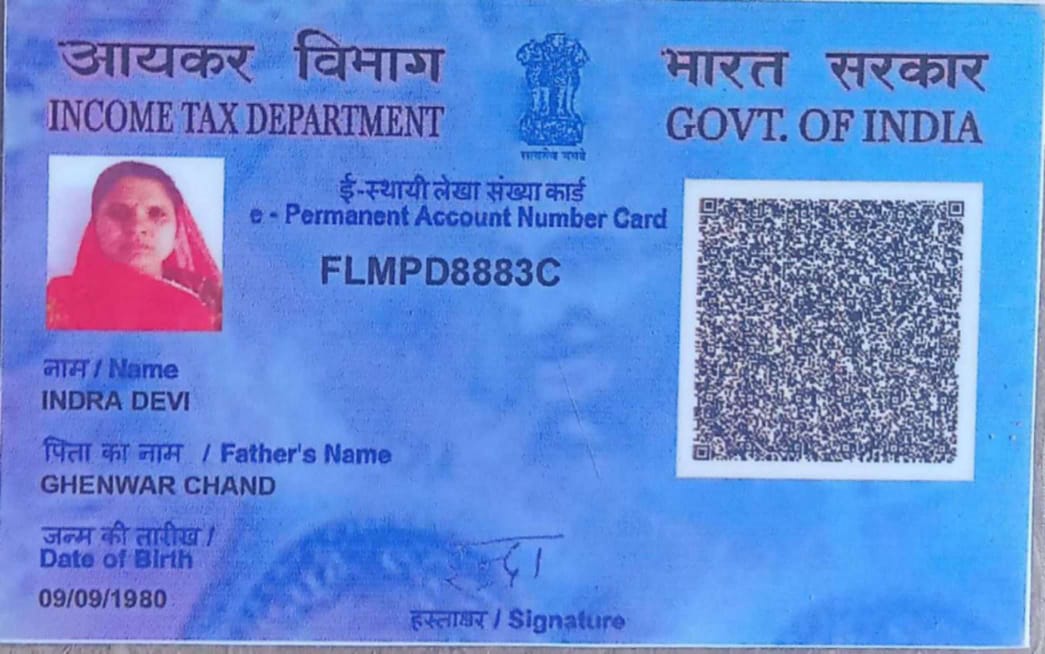 आयकर विभाग
INCOME TAX DEPARTMENT
सत्यमेव जयते
भारत सरकार
GOVT. OF INDIA
ई-स्थायी लेखा संख्या कार्ड
e - Permanent Account Number Card
FLMPD8883C
नाम / Name
INDRA DEVI
पिता का नाम / Father's Name
GHENWAR CHAND
जन्म की तारीख /
Date of Birth
09/09/1980
हस्ताक्षर / Signature